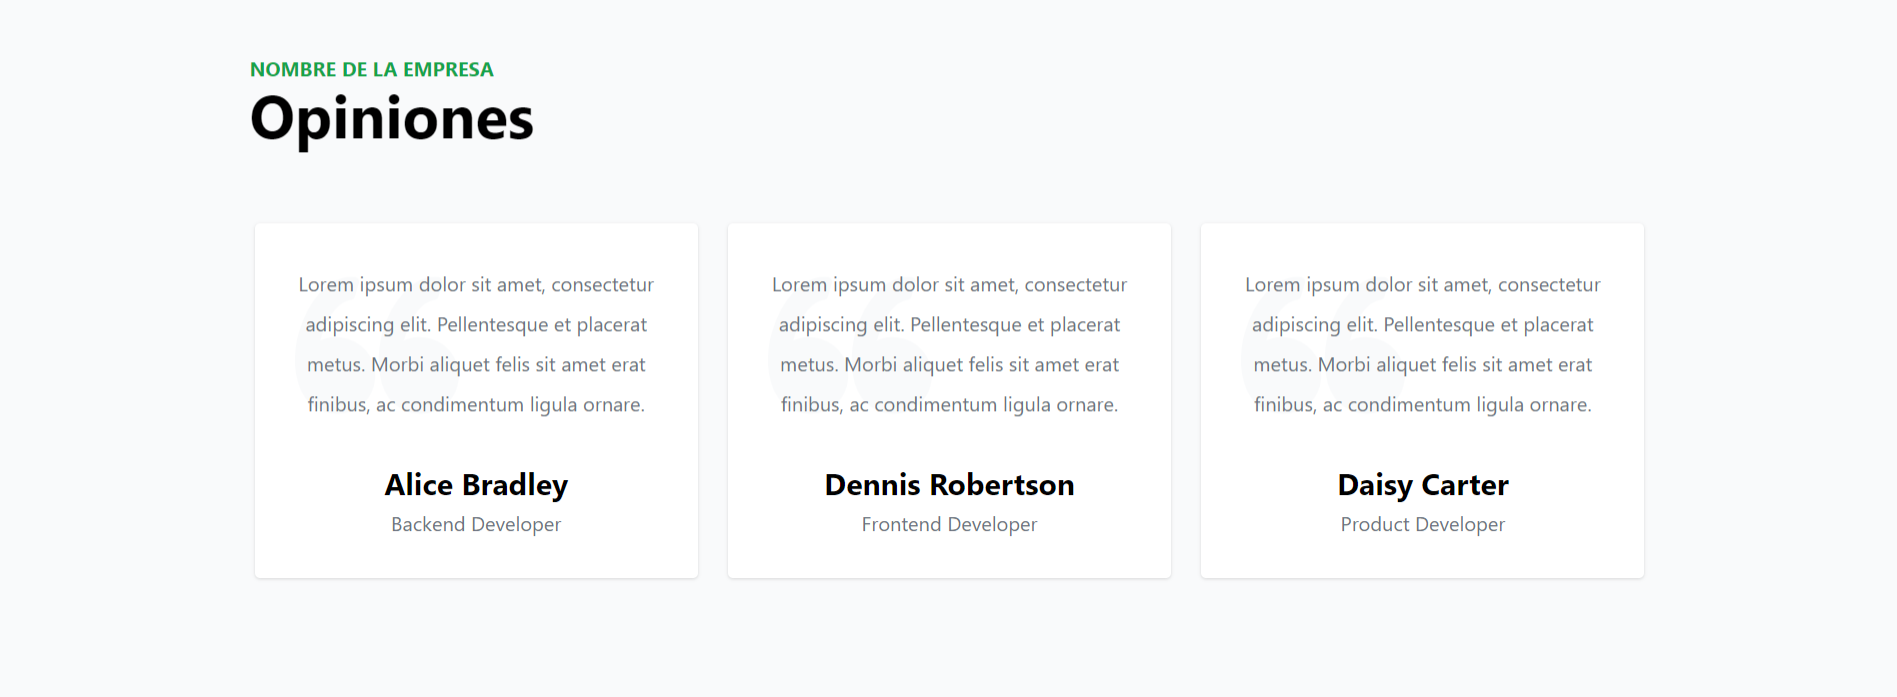 NOMBRE DE LA EMPRESA
Opiniones
Lorem ipsum dolor sit amet, consectetur
adipiscing elit. Pellentesque et placerat
metus. Morbi aliquet felis sit amet erat
finibus, ac condimentum ligula ornare.
Alice Bradley
Backend Developer
Lorem ipsum dolor sit amet, consectetur
adipiscing elit. Pellentesque et placerat
metus. Morbi aliquet felis sit amet erat
finibus, ac condimentum ligula ornare.
Dennis Robertson
Frontend Developer
Lorem ipsum dolor sit amet, consectetur
adipiscing elit. Pellentesque et placerat
metus. Morbi aliquet felis sit amet erat
finibus, ac condimentum ligula ornare.
Daisy Carter
Product Developer